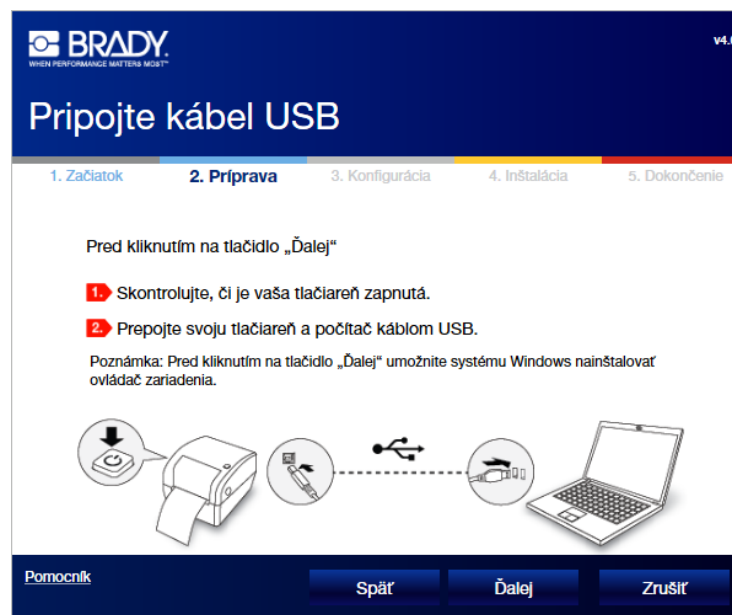 BRADY.
WHEN PERFORMANCE MATTERS MOST™
v4.
Pripojte kábel USB
1. Začiatok
2. Príprava
3. Konfigurácia
4. Inštalácia
5. Dokončenie
Pred kliknutím na tlačidlo „Ďalej“
1. Skontrolujte, či je vaša tlačiareň zapnutá.
2. Prepojte svoju tlačiareň a počítač káblom USB.
Poznámka: Pred kliknutím na tlačidlo „Ďalej“ umožnite systému Windows nainštalovať
ovládač zariadenia.
Pomocník
Späť
Ďalej
Zrušiť